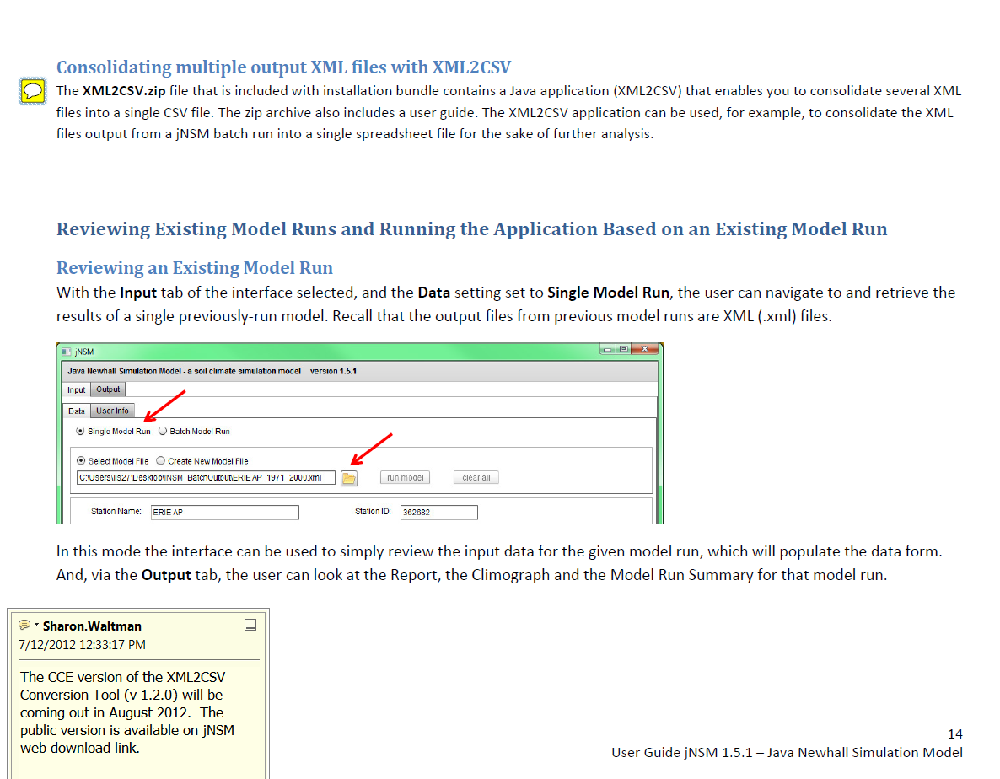 Consolidating multiple output XML files with XML2CSV
The XML2CSV.zip file that is included with installation bundle contains a Java application (XML2CSV) that enables you to consolidate several XML
files into a single CSV file. The zip archive also includes a user guide. The XML2CSV application can be used, for example, to consolidate the XML
files output from a jNSM batch run into a single spreadsheet file for the sake of further analysis.
Reviewing Existing Model Runs and Running the Application Based on an Existing Model Run
Reviewing an Existing Model Run
With the Input tab of the interface selected, and the Data setting set to Single Model Run, the user can navigate to and retrieve the
results of a single previously-run model. Recall that the output files from previous model runs are XML (.xml) files.
jNSM
Java Newhall Simulation Model - a soil climate simulation model version 1.5.1
Input Output
Data User Info
Single Model Run Batch Model Run
Select Model File Create New Model File
C:\Users\jls27\Desktop\jNSM_BatchOutput\ERIE AP_1971_2000.xml run model clear all
Station Name: ERIE AP Station ID: 362682
In this mode the interface can be used to simply review the input data for the given model run, which will populate the data form.
And, via the Output tab, the user can look at the Report, the Climograph and the Model Run Summary for that model run.
Sharon.Waltman
7/12/2012 12:33:17 PM
The CCE version of the XML2CSV
Conversion Tool (v 1.2.0) will be
coming out in August 2012. The
public version is available on jNSM
web download link.
14
User Guide jNSM 1.5.1 – Java Newhall Simulation Model